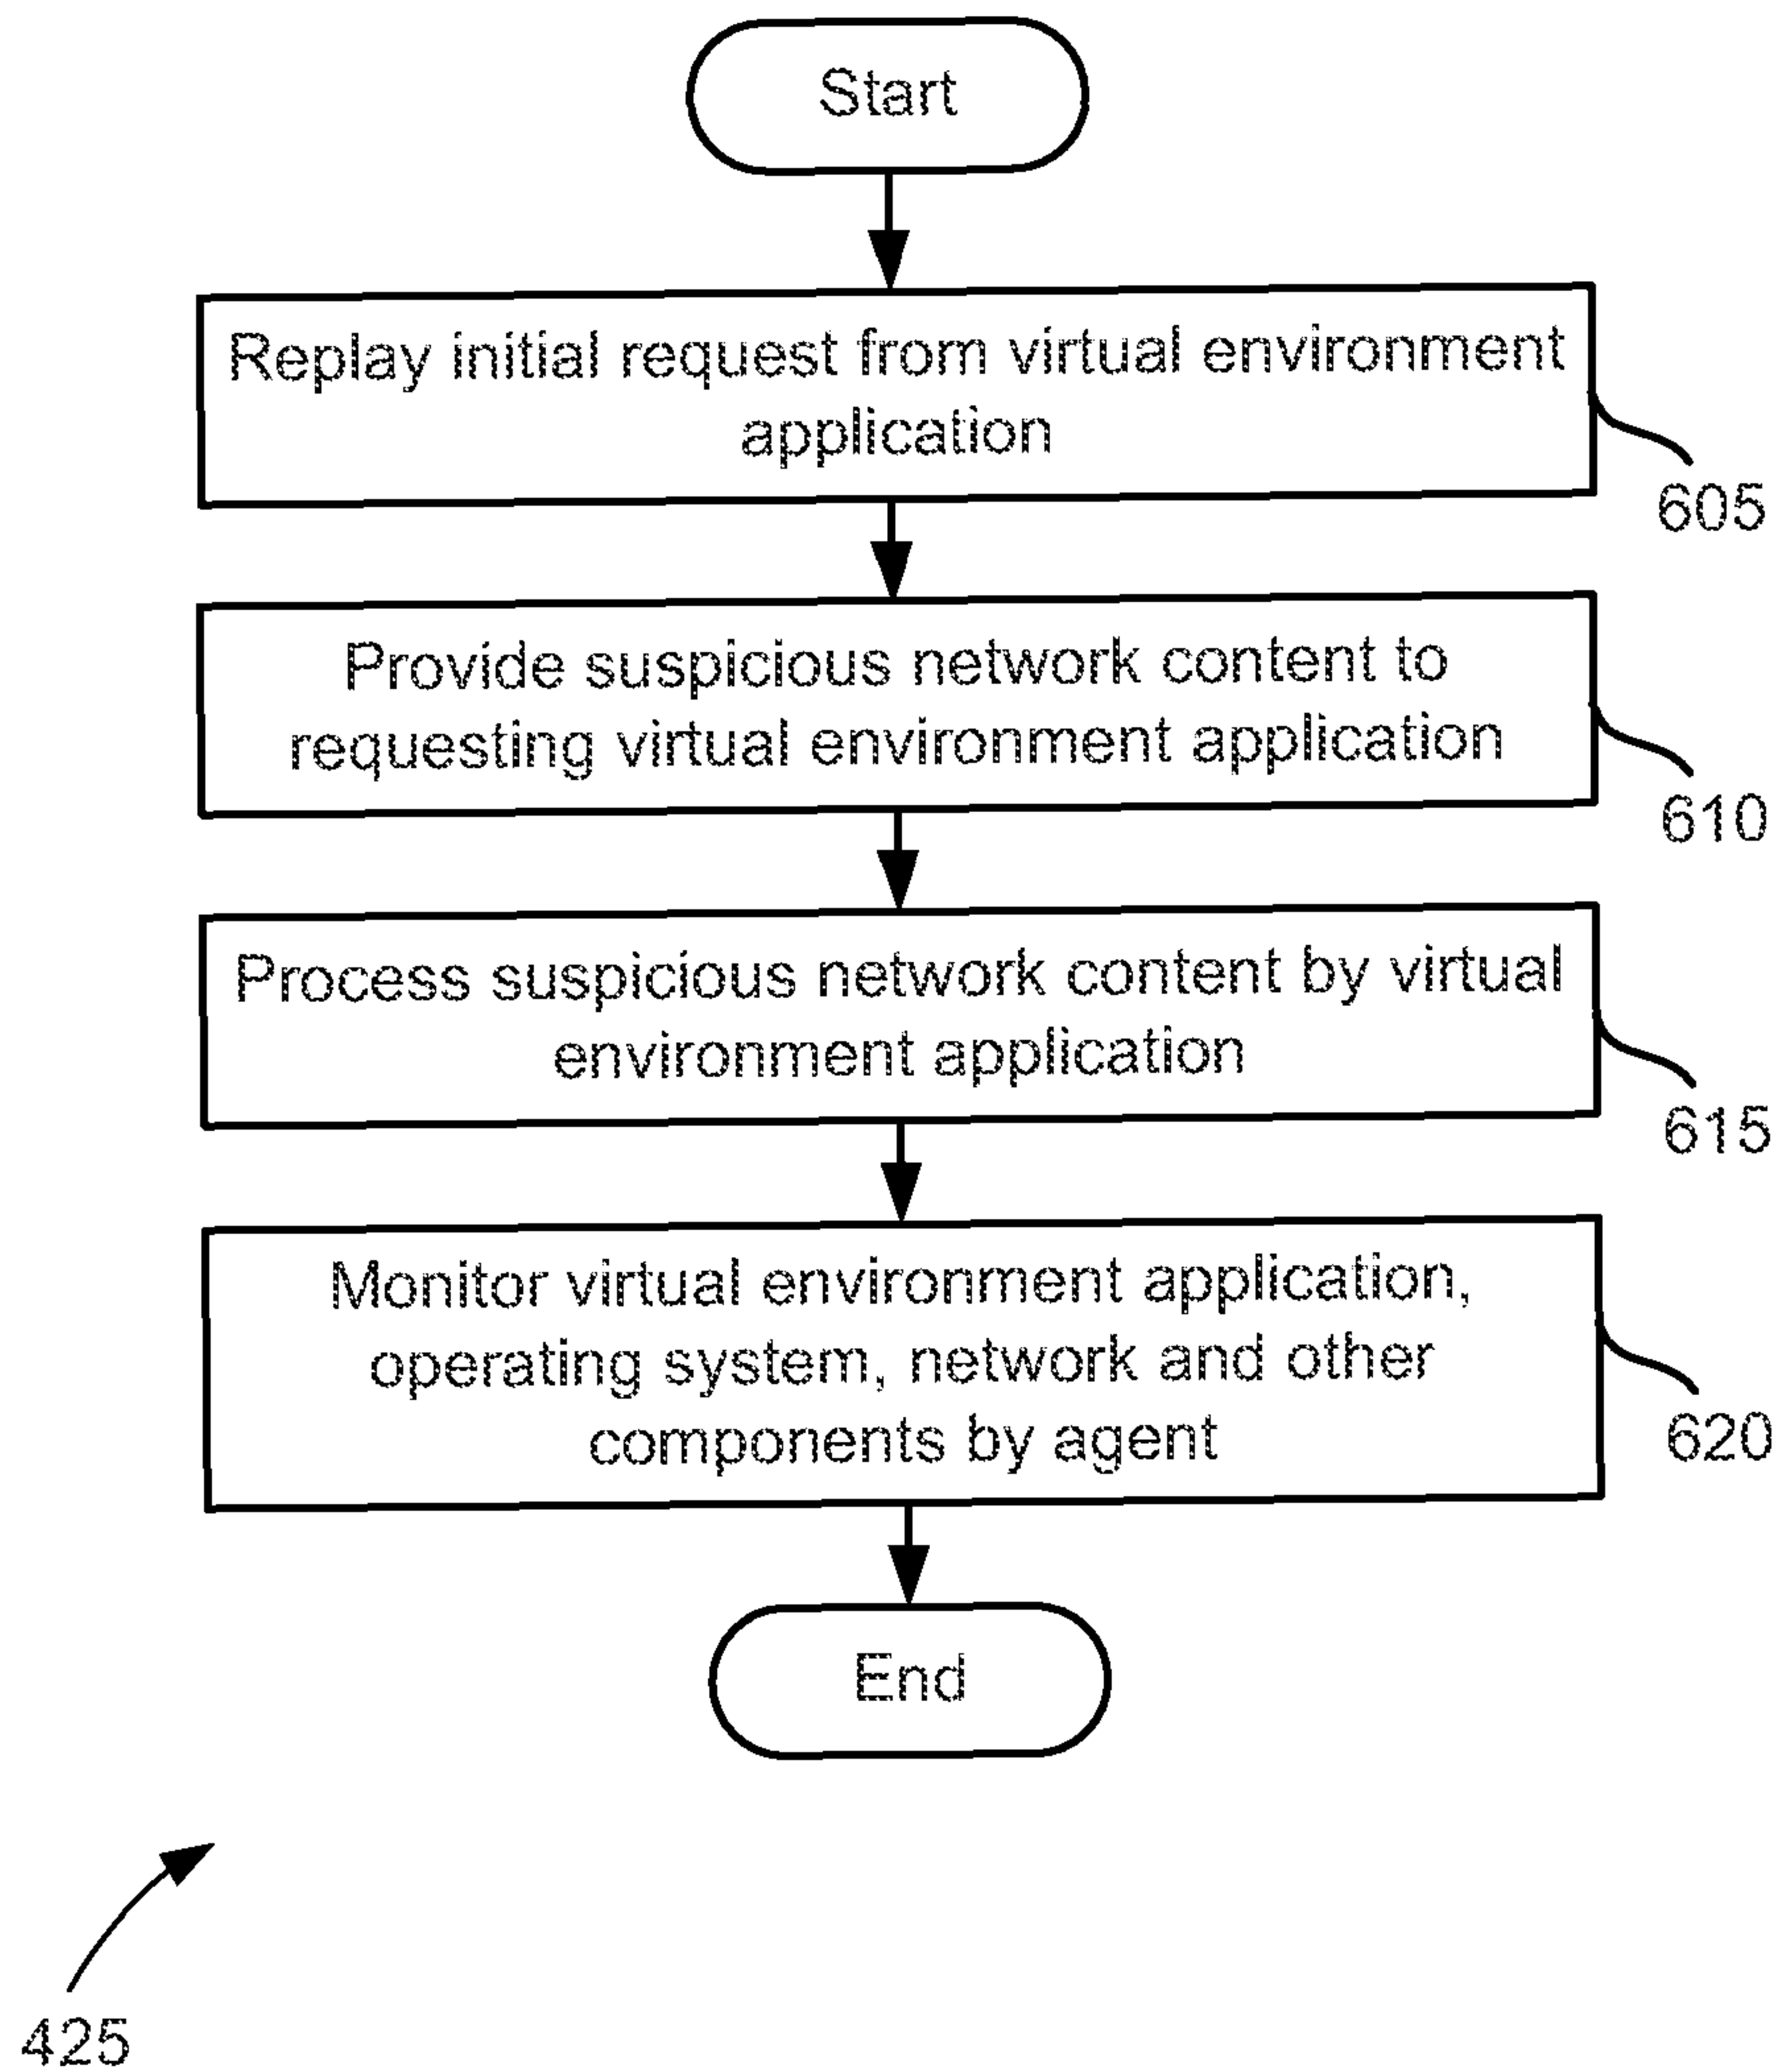 Start
Replay initial request from virtual environment
application
605
Provide suspicious network content to
requesting virtual environment application
610
Process suspicious network content by virtual
environment application
615
Monitor virtual environment application,
operating system, network and other
components by agent
620
End
425